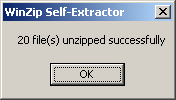 WinZip Self-Extractor
20 file(s) unzipped successfully
OK